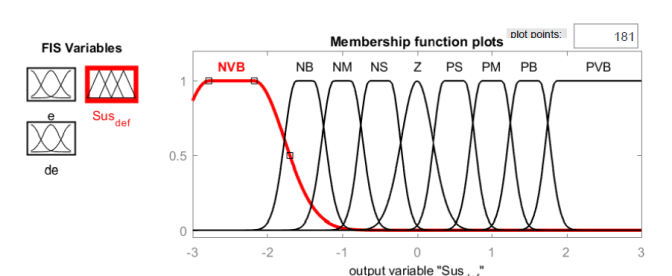 FIS Variables
e
Sus def
de
Membership function plots
plot points:
181
NVB NB NM NS Z PS PM PB PVB
1
0.5
0
-3 -2 -1 0 1 2 3
output variable "Sus def"